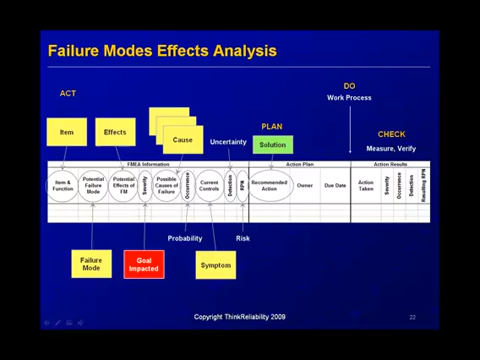 Failure Modes Effects Analysis
ACT
DO
Work Process
PLAN
CHECK
Measure, Verify
Item
Effects
Cause
Uncertainty
Solution
FMEA Information
Action Plan
Action Results
Item &
Function
Potential
Failure
Mode
Potential
Effects of
FM
Severity
Possible
Causes of
Failure
Occurrence
Current
Controls
Detection
RPN
Recommended
Action
Owner
Due Date
Action
Taken
Severity
Occurrence
Detection
Resulting RPN
Probability
Risk
Failure
Mode
Goal
Impacted
Symptom
Copyright ThinkReliability 2009
22